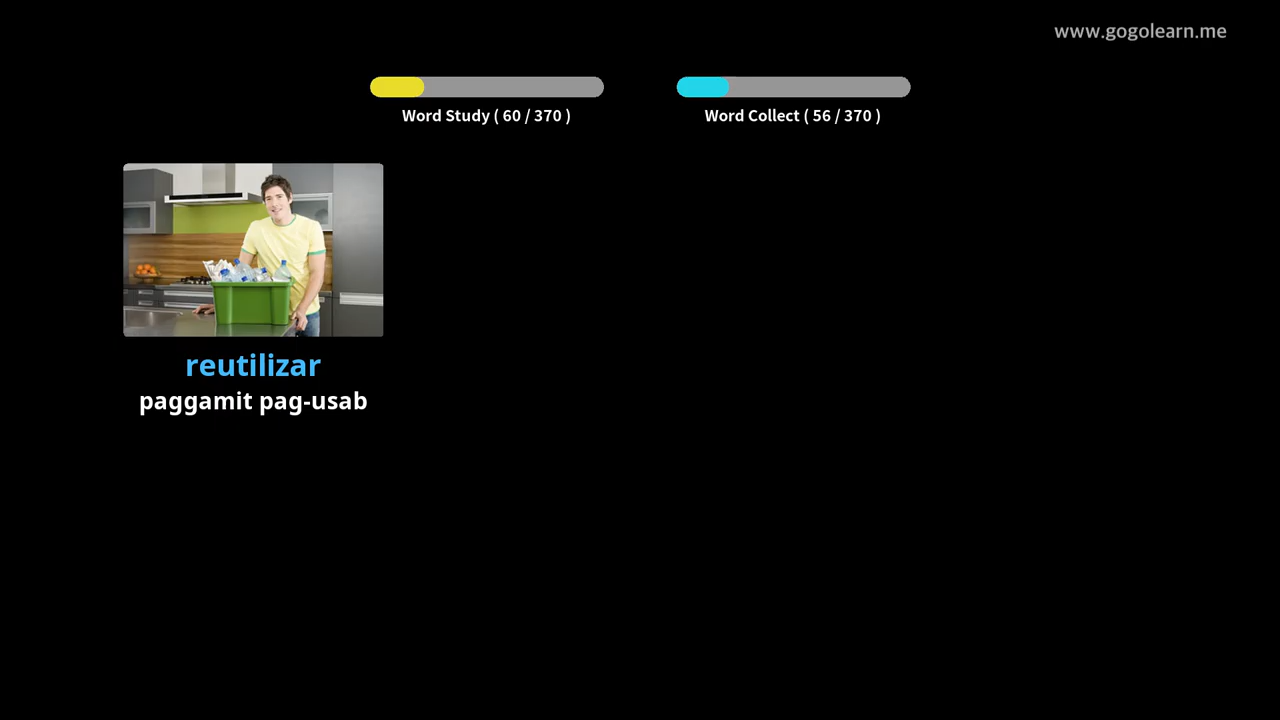 www.gogolearn.me
Word Study ( 60 / 370 )
Word Collect ( 56 / 370 )
reutilizar
paggamit pag-usab